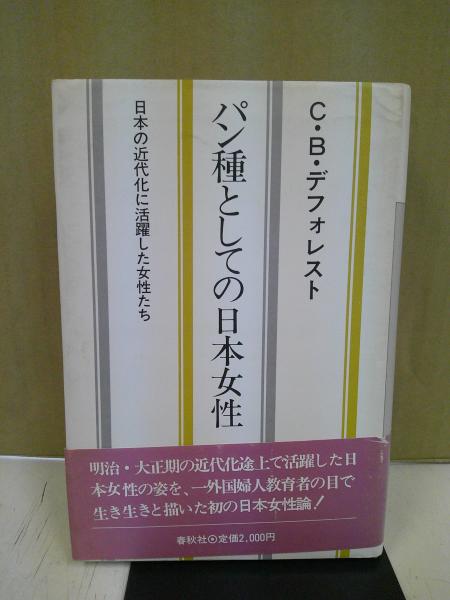 C・B・デフォレスト
パン種としての日本女性
日本の近代化に活躍した女性たち
明治・大正期の近代化途上で活躍した日
本女性の姿を、一外国婦人教育者の目で
生き生きと描いた初の日本女性論!
春秋社◉定価2,000円